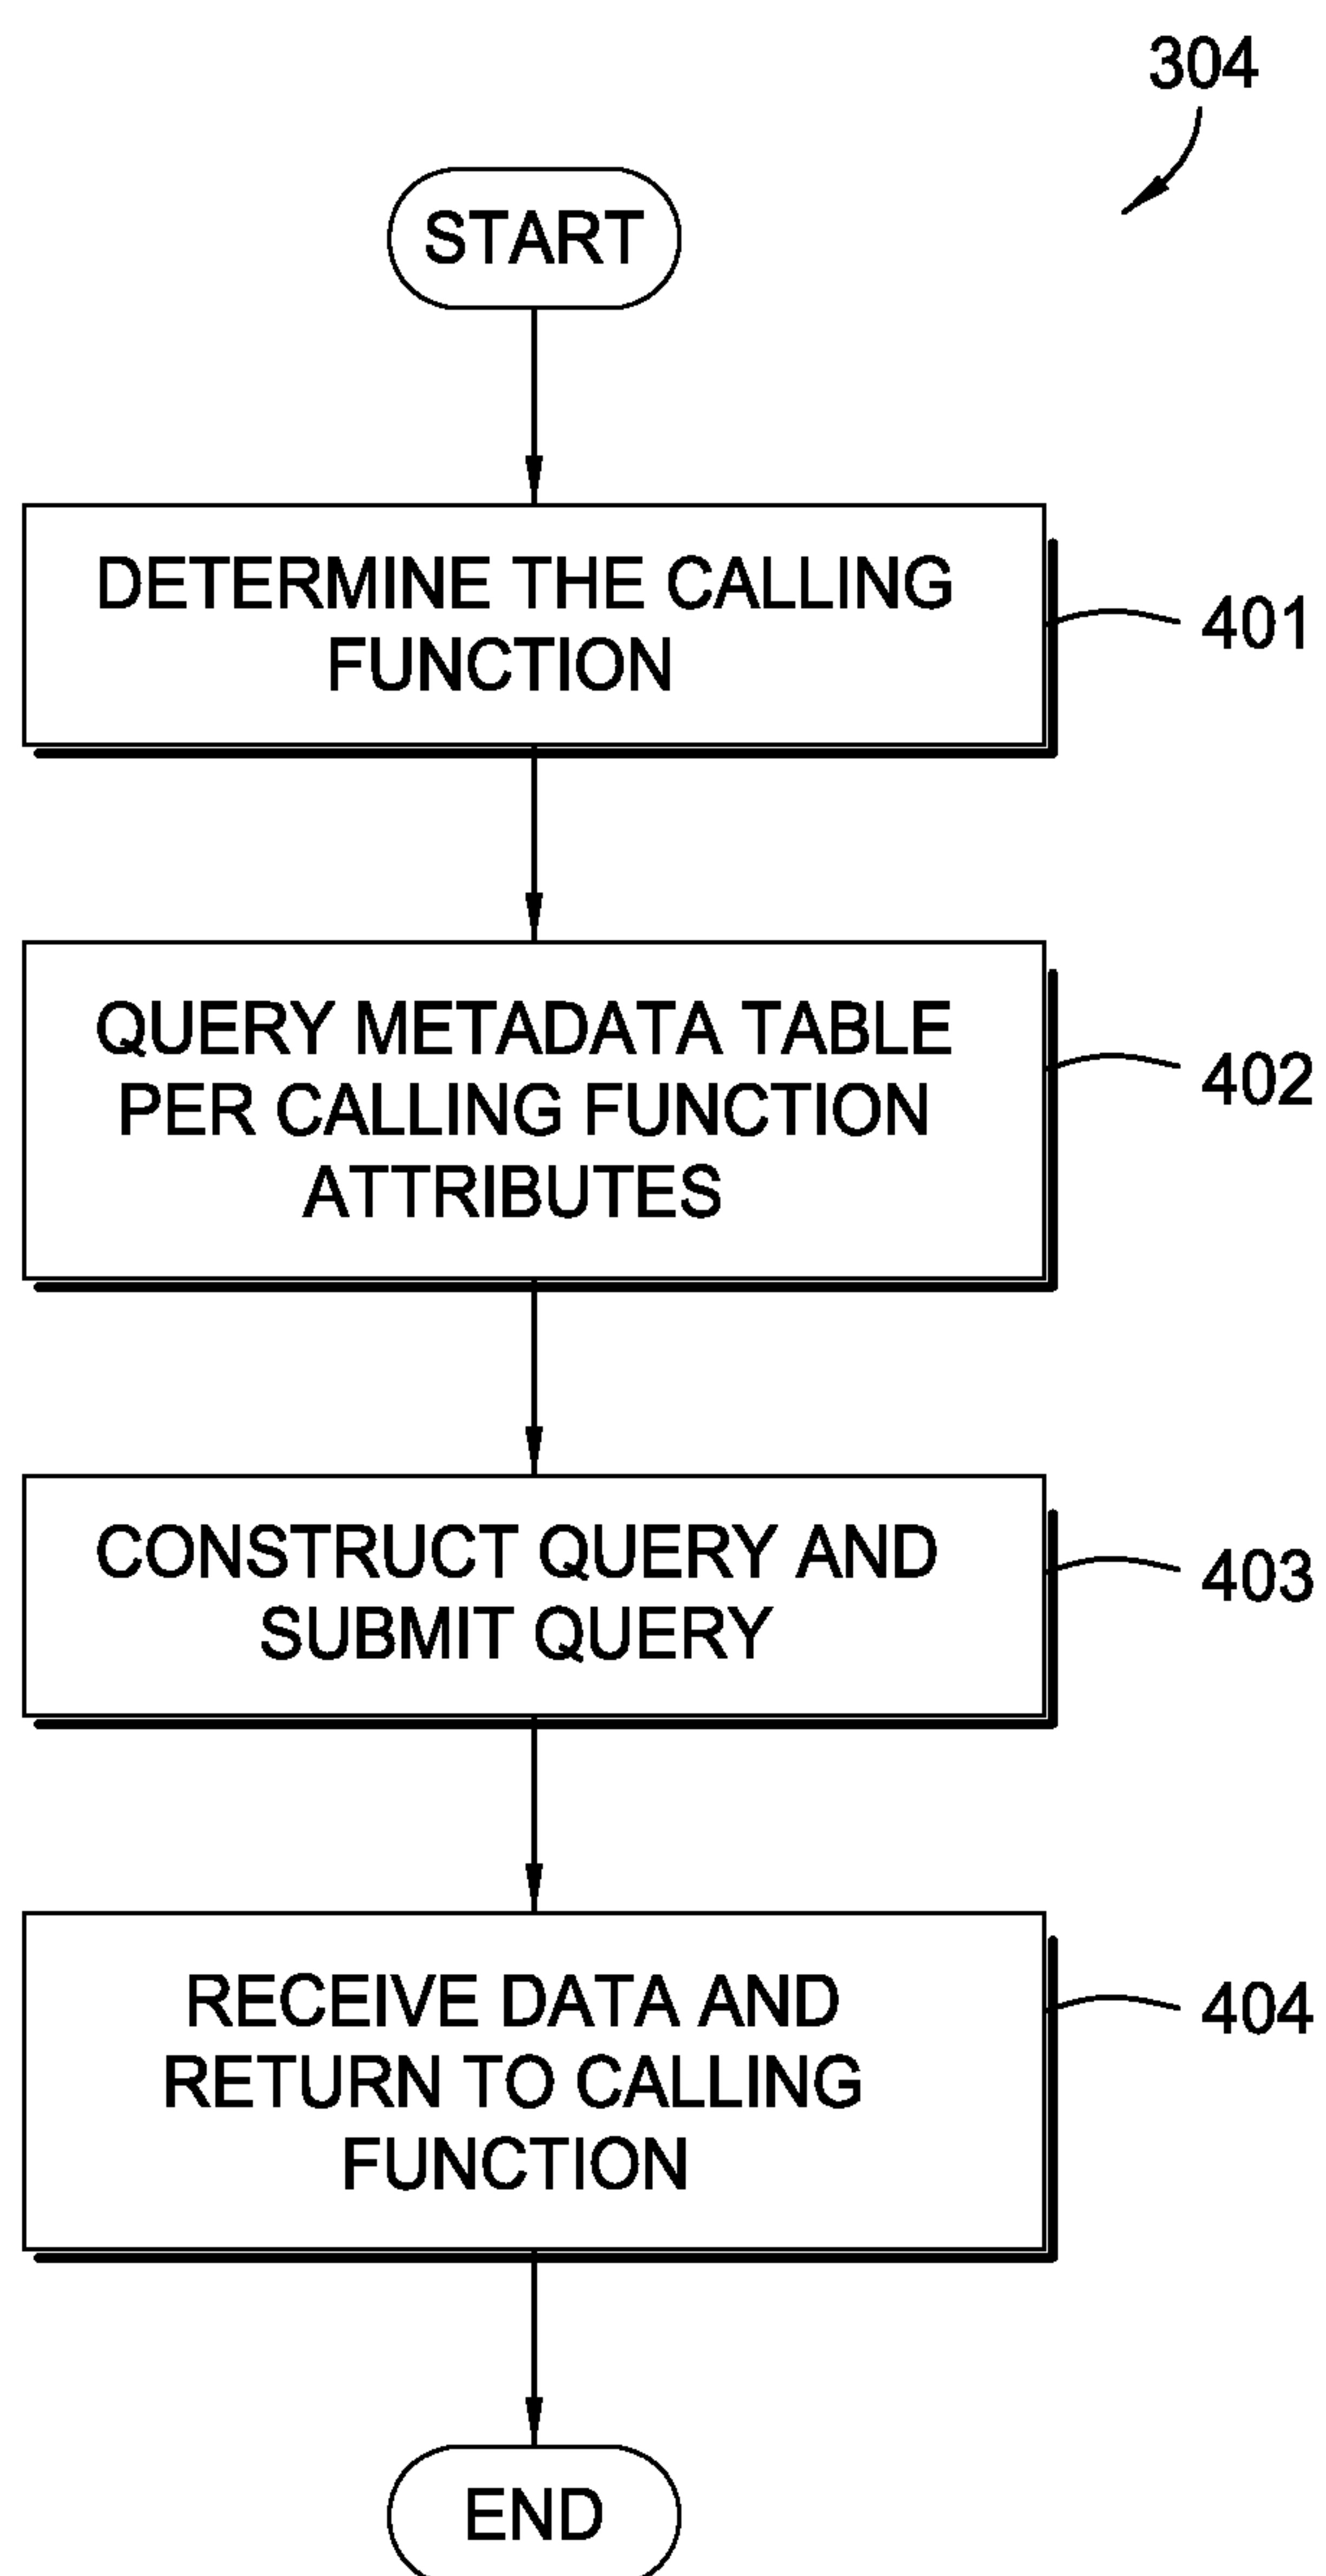 304
START
DETERMINE THE CALLING
FUNCTION
401
QUERY METADATA TABLE
PER CALLING FUNCTION
ATTRIBUTES
402
CONSTRUCT QUERY AND
SUBMIT QUERY
403
RECEIVE DATA AND
RETURN TO CALLING
FUNCTION
404
END